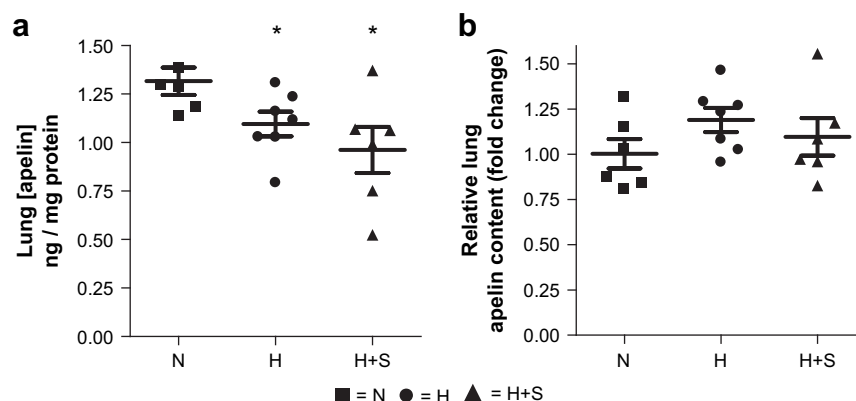 a
* *
Lung [apelin]
ng / mg protein
1.50
1.25
1.00
0.75
0.50
0.25
0.00
N H H+S
b
Relative lung
apelin content (fold change)
1.50
1.25
1.00
0.75
0.50
0.25
0.00
N H H+S
= N = H = H+S